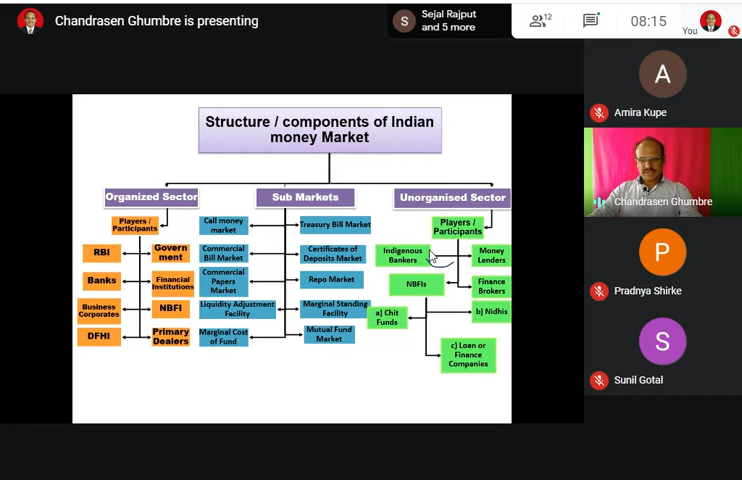 Chandrasen Ghumbre is presenting
S
Sejal Rajput
and 5 more
12
08:15
You
Structure / components of Indian
money Market
Organized Sector
Sub Markets
Unorganised Sector
Players /
Participants
RBI
Govern
ment
Banks
Financial
Institutions
Business
Corporates
NBFI
DFHI
Primary
Dealers
Call money
market
Treasury Bill Market
Commercial
Bill Market
Certificates of
Deposits Market
Commercial
Papers
Market
Repo Market
Liquidity Adjustment
Facility
Marginal Standing
Facility
Marginal Cost
of Fund
Mutual Fund
Market
Players /
Participants
Indigenous
Bankers
Money
Lenders
NBFIs
Finance
Brokers
a) Chit
Funds
b) Nidhis
c) Loan or
Finance
Companies
A
Amira Kupe
Chandrasen Ghumbre
P
Pradnya Shirke
S
Sunil Gotal